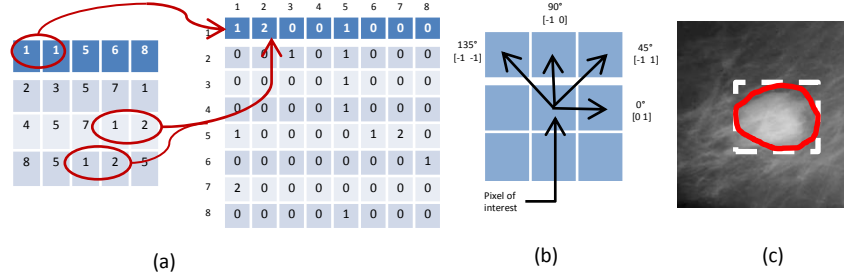 1 2 3 4 5 6 7 8
1 1 2 0 0 1 0 0 0
2 0 0 1 0 1 0 0 0
3 0 0 0 0 1 0 0 0
4 0 0 0 0 1 0 0 0
5 1 0 0 0 0 1 2 0
6 0 0 0 0 0 0 0 1
7 2 0 0 0 0 0 0 0
8 0 0 0 0 1 0 0 0
1 1 5 6 8
2 3 5 7 1
4 5 7 1 2
8 5 1 2 5
(a)
90°
[-1 0]
135°
[-1 -1]
45°
[-1 1]
0°
[0 1]
Pixel of
interest
(b)
(c)